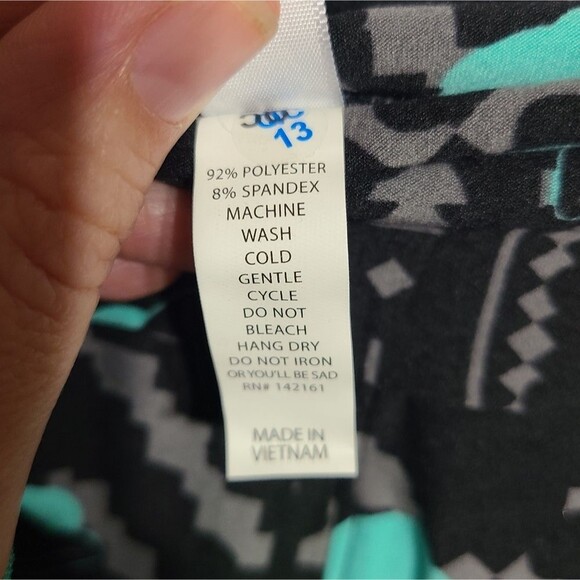 13
92% POLYESTER
8% SPANDEX
MACHINE
WASH
COLD
GENTLE
CYCLE
DO NOT
BLEACH
HANG DRY
DO NOT IRON
OR YOU'LL BE SAD
RN# 142161
MADE IN
VIETNAM